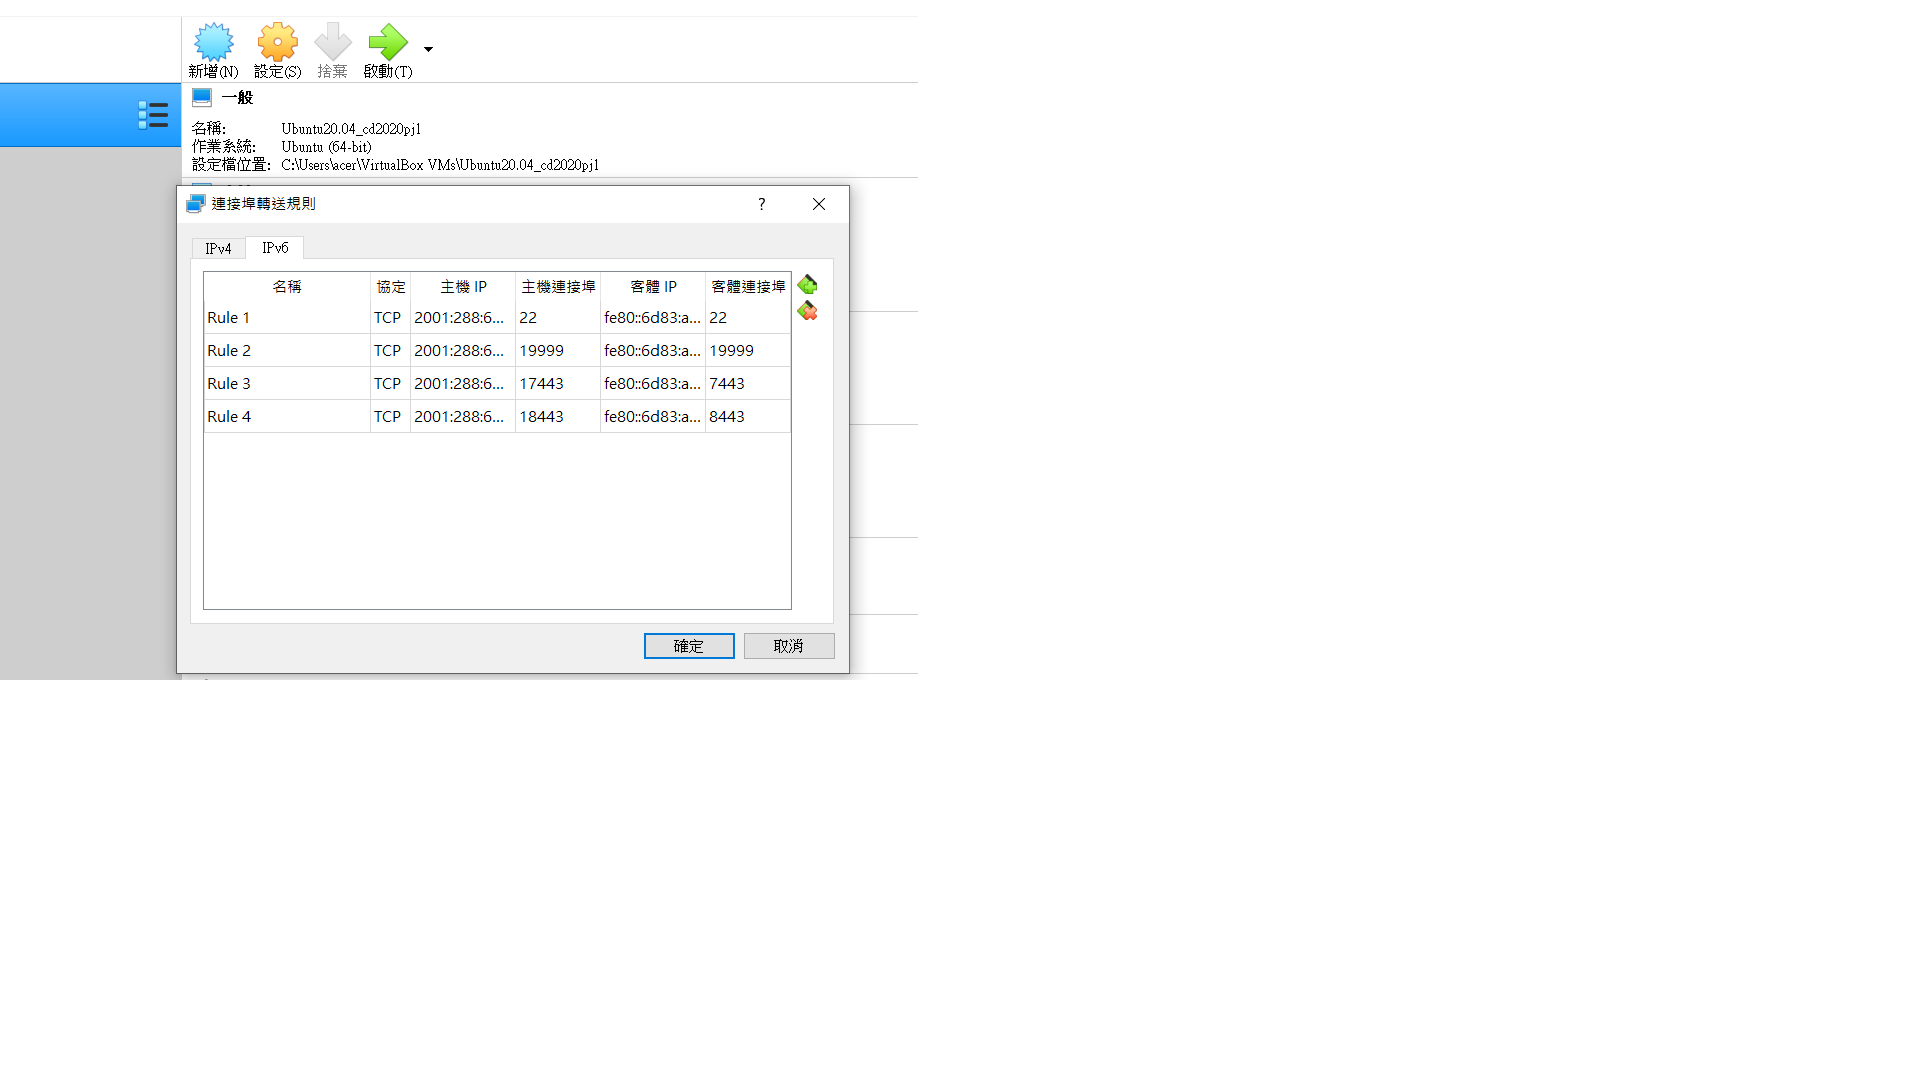 新增(N) 設定(S) 捨棄 啟動(T)
一般
名稱: Ubuntu20.04_cd2020pj1
作業系統: Ubuntu (64-bit)
設定檔位置: C:\Users\acer\VirtualBox VMs\Ubuntu20.04_cd2020pj1
連接埠轉送規則 ?
IPv4 IPv6
名稱 協定 主機 IP 主機連接埠 客體 IP 客體連接埠
Rule 1 TCP 2001:288:6... 22 fe80::6d83:a... 22
Rule 2 TCP 2001:288:6... 19999 fe80::6d83:a... 19999
Rule 3 TCP 2001:288:6... 17443 fe80::6d83:a... 7443
Rule 4 TCP 2001:288:6... 18443 fe80::6d83:a... 8443
確定 取消